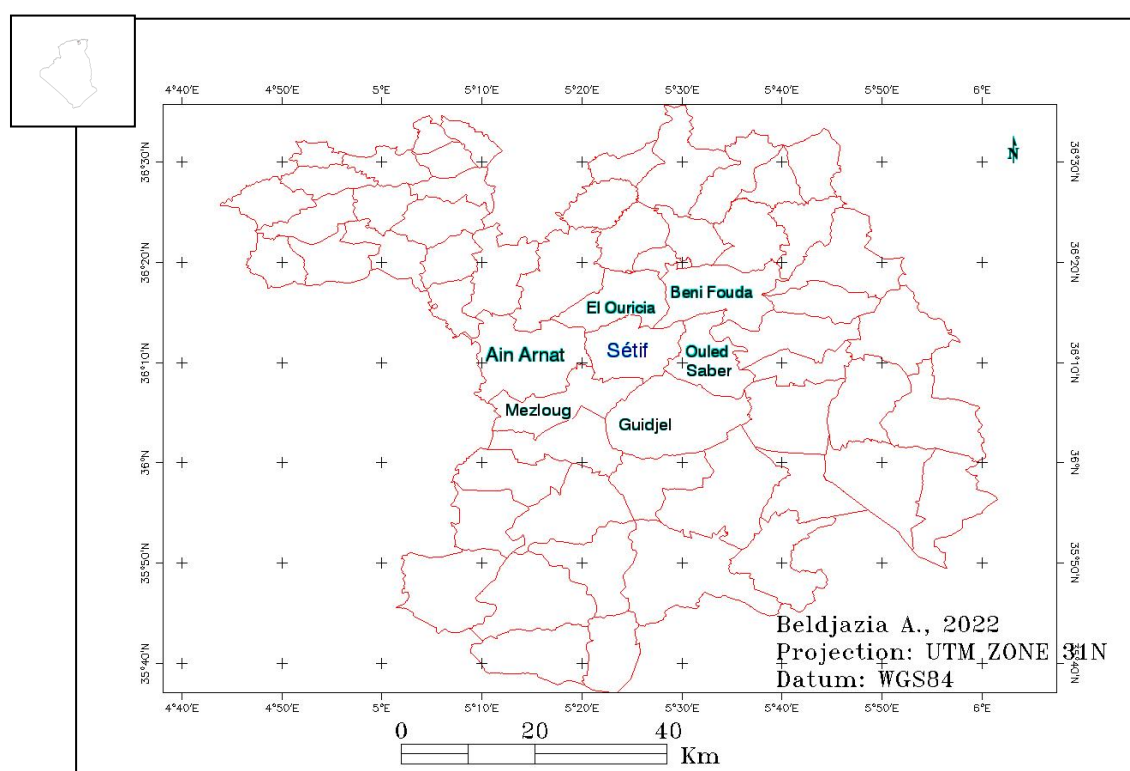 4°40'E 4°50'E 5°E 5°10'E 5°20'E 5°30'E 5°40'E 5°50'E 6°E
36°30'N 36°30'N
N
36°20'N 36°20'N
Beni Fouda
El Ouricia
Ain Arnat Sétif Ouled
Saber
36°10'N 36°10'N
Mezloug
Guidjel
36°N 36°N
35°50'N 35°50'N
Beldjazia A., 2022
Projection: UTM ZONE 31N
35°40'N 35°40'N
Datum: WGS84
4°40'E 4°50'E 5°E 5°10'E 5°20'E 5°30'E 5°40'E 5°50'E 6°E
0 20 40
Km